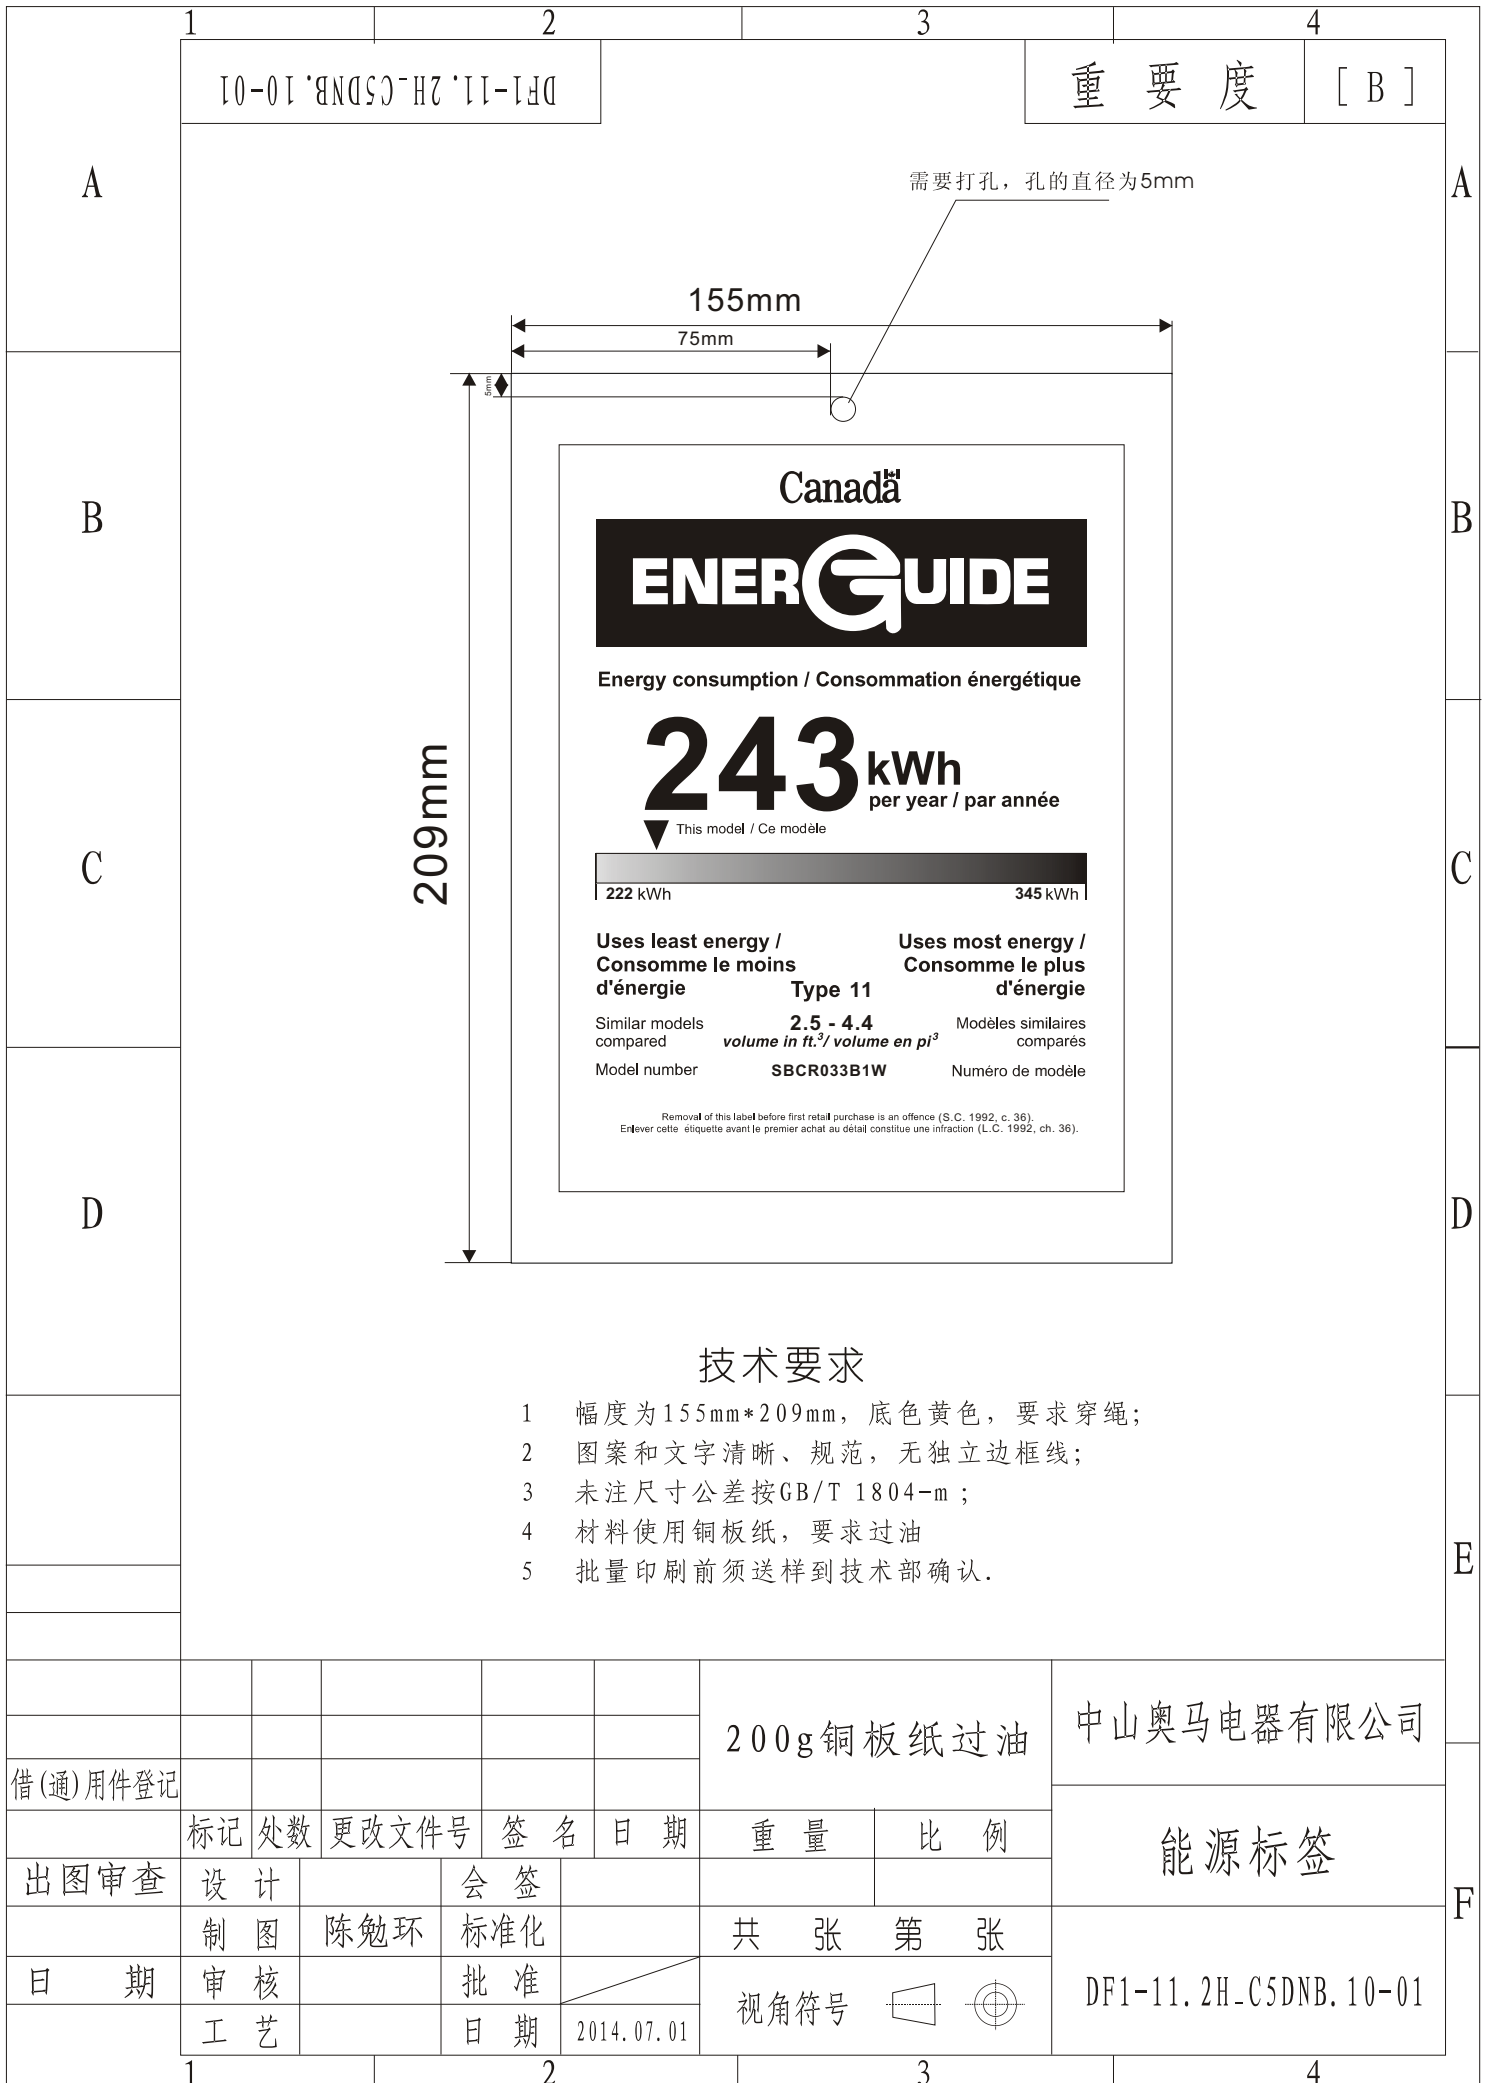 1 2 3 4
DF1-11.2H_C5DNB.10-01
重 要 度 [ B ]
A A
需要打孔，孔的直径为5mm
155mm
75mm
5mm
209mm
Canada
B B
ENERGUIDE
Energy consumption / Consommation énergétique
243 kWh
per year / par année
This model / Ce modèle
C C
222 kWh 345 kWh
Uses least energy / Uses most energy /
Consomme le moins Consomme le plus
d'énergie Type 11 d'énergie
Similar models 2.5 - 4.4 Modèles similaires
compared volume in ft.³/ volume en pi³ comparés
Model number SBCR033B1W Numéro de modèle
Removal of this label before first retail purchase is an offence (S.C. 1992, c. 36).
Enlever cette étiquette avant le premier achat au détail constitue une infraction (L.C. 1992, ch. 36).
D D
技术要求
1 幅度为155mm*209mm，底色黄色，要求穿绳；
2 图案和文字清晰、规范，无独立边框线；
3 未注尺寸公差按GB/T 1804-m；
4 材料使用铜板纸，要求过油
5 批量印刷前须送样到技术部确认.
E
200g铜板纸过油
中山奥马电器有限公司
借(通)用件登记
标记 处数 更改文件号 签 名 日 期 重 量 比 例
能源标签
出图审查 设 计 会 签
F
制 图 陈勉环 标准化 共 张 第 张
日 期 审 核 批 准 视角符号
DF1-11.2H_C5DNB.10-01
工 艺 日 期 2014.07.01
1 2 3 4